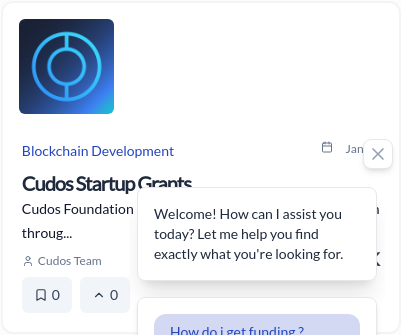 Blockchain Development
Jan
Cudos Startup Grants
Cudos Foundation
throug...
Cudos Team
0
0
Welcome! How can I assist you
today? Let me help you find
exactly what you're looking for.
How do i get funding ?